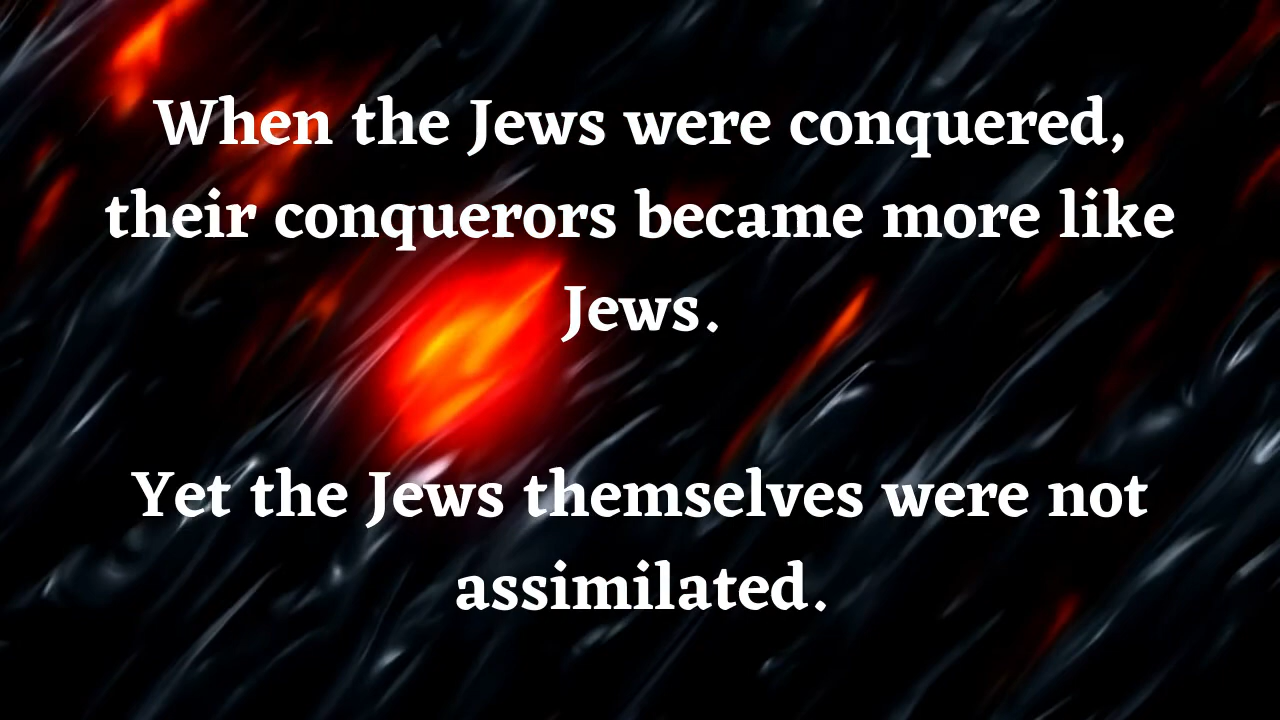 When the Jews were conquered,
their conquerors became more like
Jews.
Yet the Jews themselves were not
assimilated.